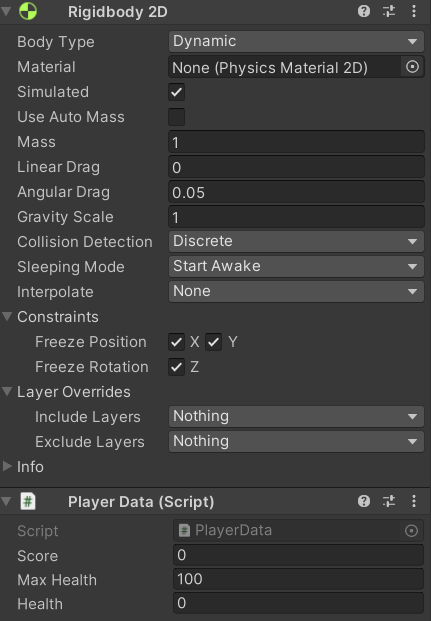 Rigidbody 2D
Body Type Dynamic
Material None (Physics Material 2D)
Simulated
Use Auto Mass
Mass 1
Linear Drag 0
Angular Drag 0.05
Gravity Scale 1
Collision Detection Discrete
Sleeping Mode Start Awake
Interpolate None
Constraints
Freeze Position X Y
Freeze Rotation Z
Layer Overrides
Include Layers Nothing
Exclude Layers Nothing
Info
# Player Data (Script)
Script # PlayerData
Score 0
Max Health 100
Health 0